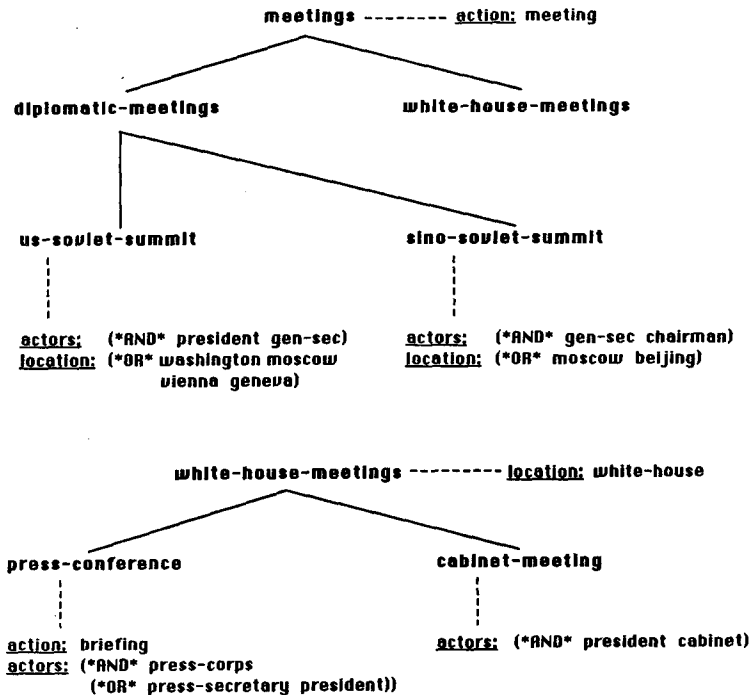 meetings -------- action: meeting
diplomatic-meetings white-house-meetings
us-soviet-summit sino-soviet-summit
actors: (*AND* president gen-sec) actors: (*AND* gen-sec chairman)
location: (*OR* washington moscow location: (*OR* moscow beijing)
vienna geneva)
white-house-meetings -------- location: white-house
press-conference cabinet-meeting
action: briefing actors: (*AND* president cabinet)
actors: (*AND* press-corps
(*OR* press-secretary president))